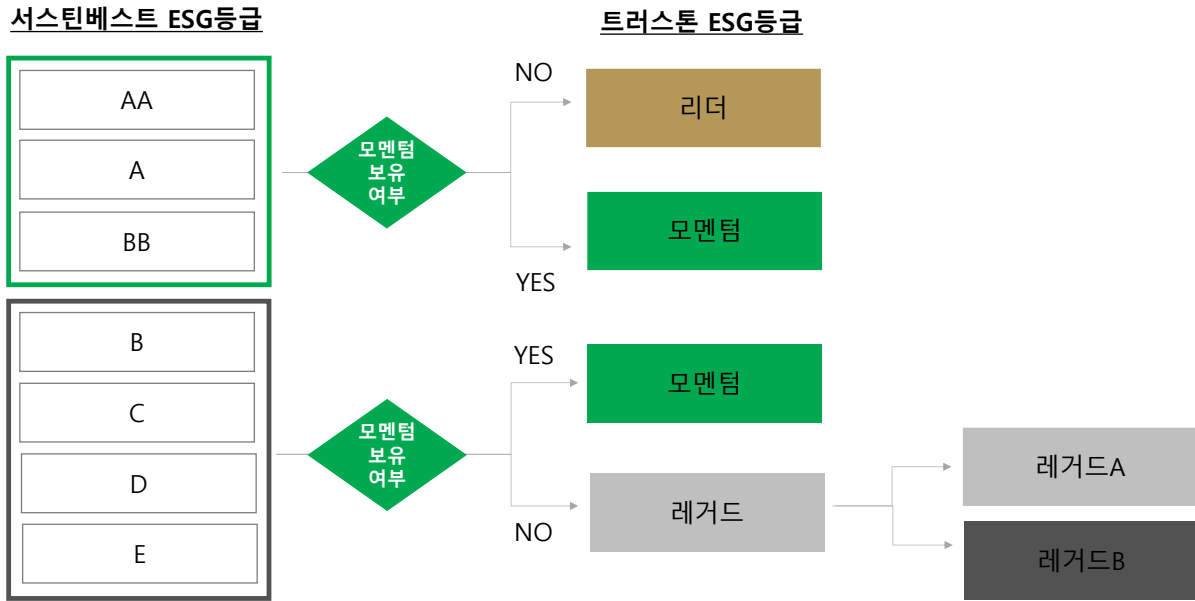 서스틴베스트 ESG등급
트러스톤 ESG등급
AA
A
BB
모멘텀
보유
여부
NO
리더
모멘텀
YES
B
C
D
E
모멘텀
보유
여부
YES
모멘텀
레거드
NO
레거드A
레거드B